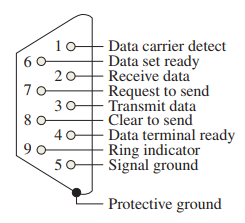 1 Data carrier detect
6 Data set ready
2 Receive data
7 Request to send
3 Transmit data
8 Clear to send
4 Data terminal ready
9 Ring indicator
5 Signal ground
Protective ground